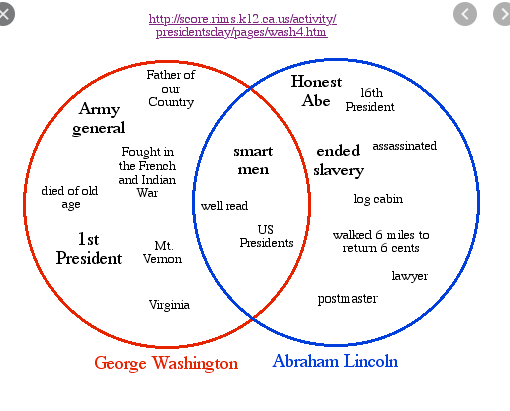 http://score.rims.k12.ca.us/activity/
presidentsday/pages/wash4.htm
Father of
our
Country
Army
general
Fought in
the French
and Indian
War
died of old
age
1st
President
Mt.
Vernon
Virginia
smart
men
well read
US
Presidents
Honest
Abe
16th
President
ended
slavery
assassinated
log cabin
walked 6 miles to
return 6 cents
lawyer
postmaster
George Washington
Abraham Lincoln